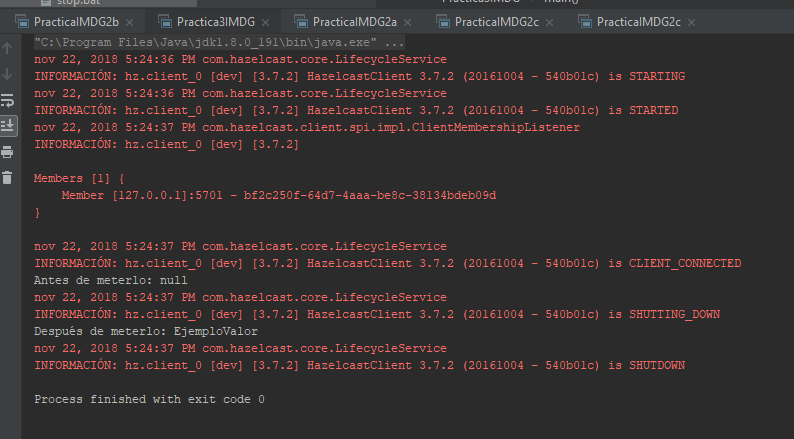 stop.bat
PracticaIMDG2b × Practica3IMDG × PracticaIMDG2a × PracticaIMDG2c × PracticaIMDG2c ×
"C:\Program Files\Java\jdk1.8.0_191\bin\java.exe" ...
nov 22, 2018 5:24:36 PM com.hazelcast.core.LifecycleService
INFORMACIÓN: hz.client_0 [dev] [3.7.2] HazelcastClient 3.7.2 (20161004 - 540b01c) is STARTING
nov 22, 2018 5:24:36 PM com.hazelcast.core.LifecycleService
INFORMACIÓN: hz.client_0 [dev] [3.7.2] HazelcastClient 3.7.2 (20161004 - 540b01c) is STARTED
nov 22, 2018 5:24:37 PM com.hazelcast.client.spi.impl.ClientMembershipListener
INFORMACIÓN: hz.client_0 [dev] [3.7.2]
Members [1] {
Member [127.0.0.1]:5701 - bf2c250f-64d7-4aaa-be8c-38134bdeb09d
}
nov 22, 2018 5:24:37 PM com.hazelcast.core.LifecycleService
INFORMACIÓN: hz.client_0 [dev] [3.7.2] HazelcastClient 3.7.2 (20161004 - 540b01c) is CLIENT_CONNECTED
Antes de meterlo: null
nov 22, 2018 5:24:37 PM com.hazelcast.core.LifecycleService
INFORMACIÓN: hz.client_0 [dev] [3.7.2] HazelcastClient 3.7.2 (20161004 - 540b01c) is SHUTTING_DOWN
Después de meterlo: EjemploValor
nov 22, 2018 5:24:37 PM com.hazelcast.core.LifecycleService
INFORMACIÓN: hz.client_0 [dev] [3.7.2] HazelcastClient 3.7.2 (20161004 - 540b01c) is SHUTDOWN
Process finished with exit code 0